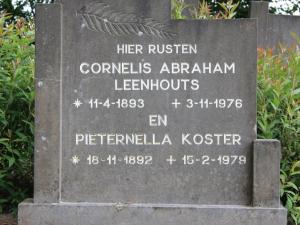 HIER RUSTEN
CORNELIS ABRAHAM
LEENHOUTS
* 11-4-1893 + 3-11-1976
EN
PIETERNELLA KOSTER
* 18-11-1892 + 15-2-1979